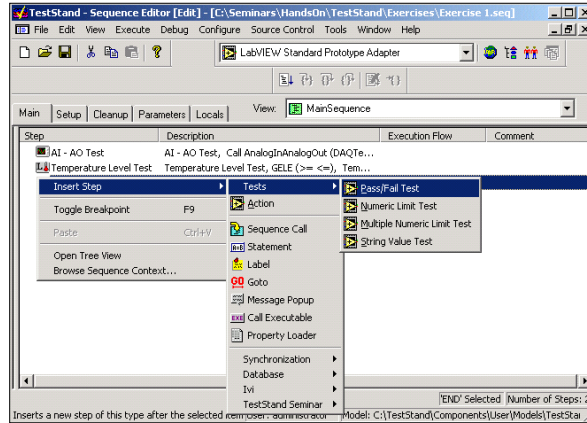 TestStand - Sequence Editor [Edit] - [C:\Seminars\HandsOn\TestStand\Exercises\Exercise 1.seq]
File Edit View Execute Debug Configure Source Control Tools Window Help
LabVIEW Standard Prototype Adapter
Main Setup Cleanup Parameters Locals View: MainSequence
Step Description Execution Flow Comment
AI - AO Test AI - AO Test, Call AnalogInAnalogOut (DAQTe...
Temperature Level Test Temperature Level Test, GELE (>= <=), Tem...
Insert Step Tests Pass/Fail Test
Toggle Breakpoint F9 Action Numeric Limit Test
Multiple Numeric Limit Test
Paste Ctrl+V Sequence Call
A=B Statement String Value Test
Open Tree View Label
Browse Sequence Context... GO Goto
Message Popup
EXE Call Executable
Property Loader
Synchronization
Database
Ivi
TestStand Seminar
'END' Selected Number of Steps: 2
Inserts a new step of this type after the selected item User: administrator Model: C:\TestStand\Components\User\Models\TestStar